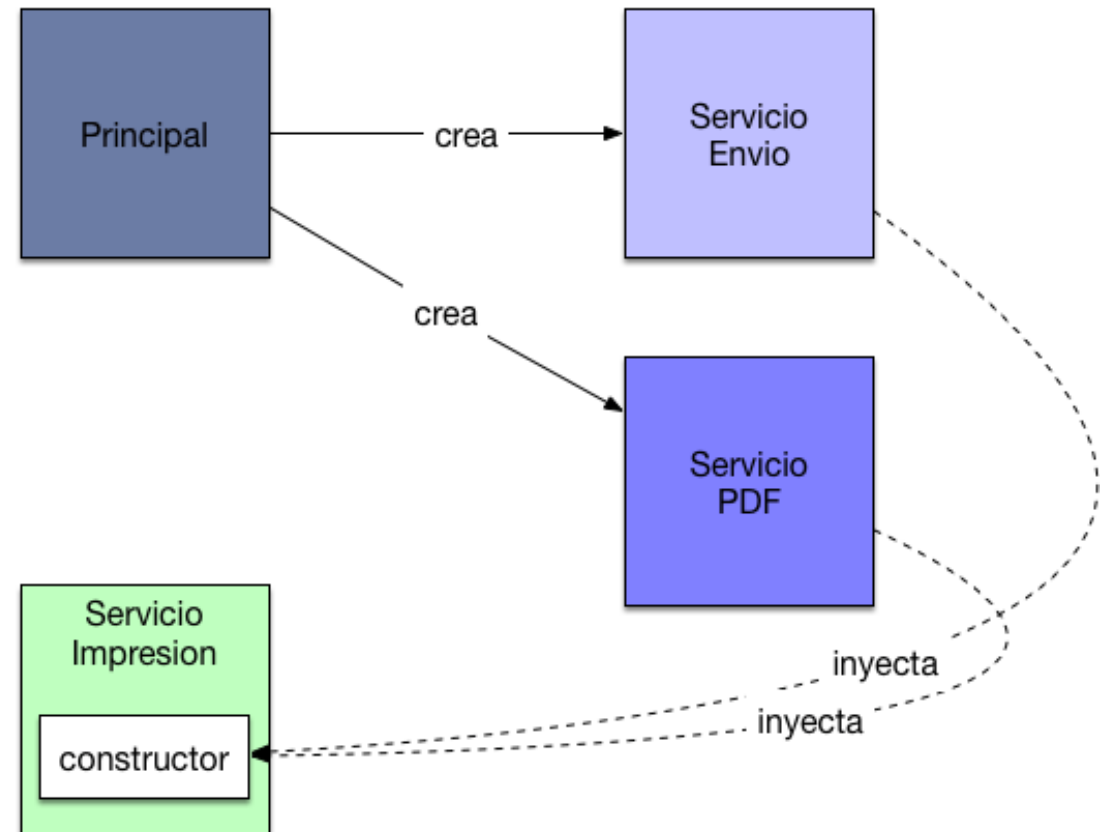 Principal
crea
Servicio
Envio
crea
Servicio
PDF
Servicio
Impresion
inyecta
inyecta
constructor